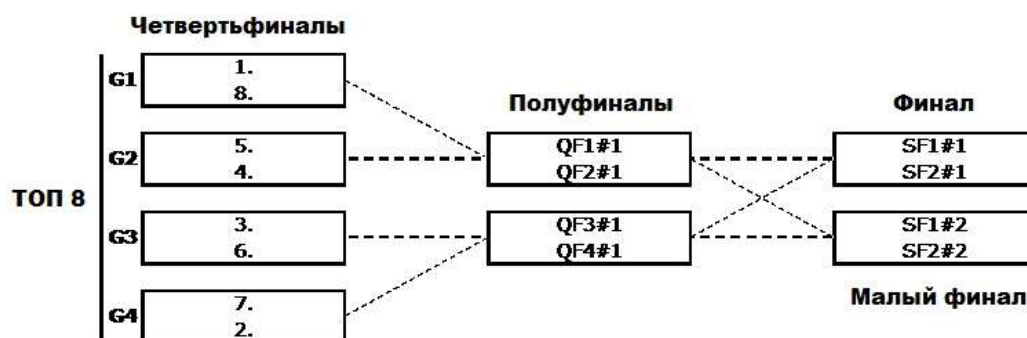 Четвертьфиналы
ТОП 8
G1
1.
8.
G2
5.
4.
G3
3.
6.
G4
7.
2.
Полуфиналы
QF1#1
QF2#1
QF3#1
QF4#1
Финал
SF1#1
SF2#1
SF1#2
SF2#2
Малый финал